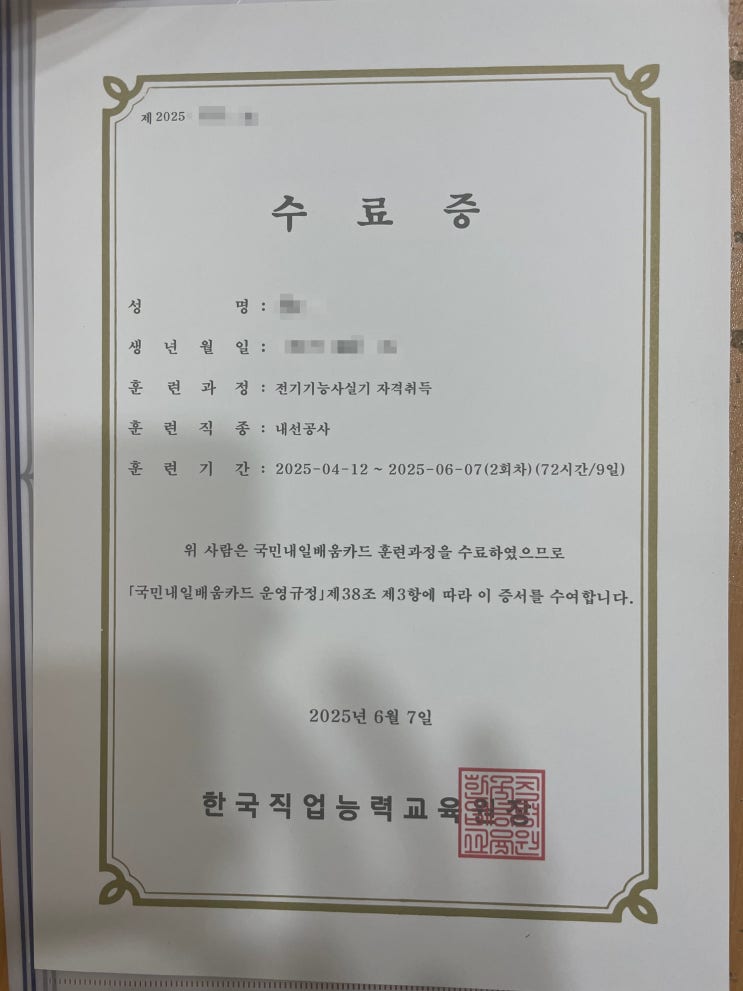 제 2025
수 료 증
성 명 :
생 년 월 일 :
훈 련 과 정 : 전기기능사실기 자격취득
훈 련 직 종 : 내선공사
훈 련 기 간 : 2025-04-12 ~ 2025-06-07(2회차)(72시간/9일)
위 사람은 국민내일배움카드 훈련과정을 수료하였으므로
「국민내일배움카드 운영규정」제38조 제3항에 따라 이 증서를 수여합니다.
2025년 6월 7일
한국직업능력교육원장